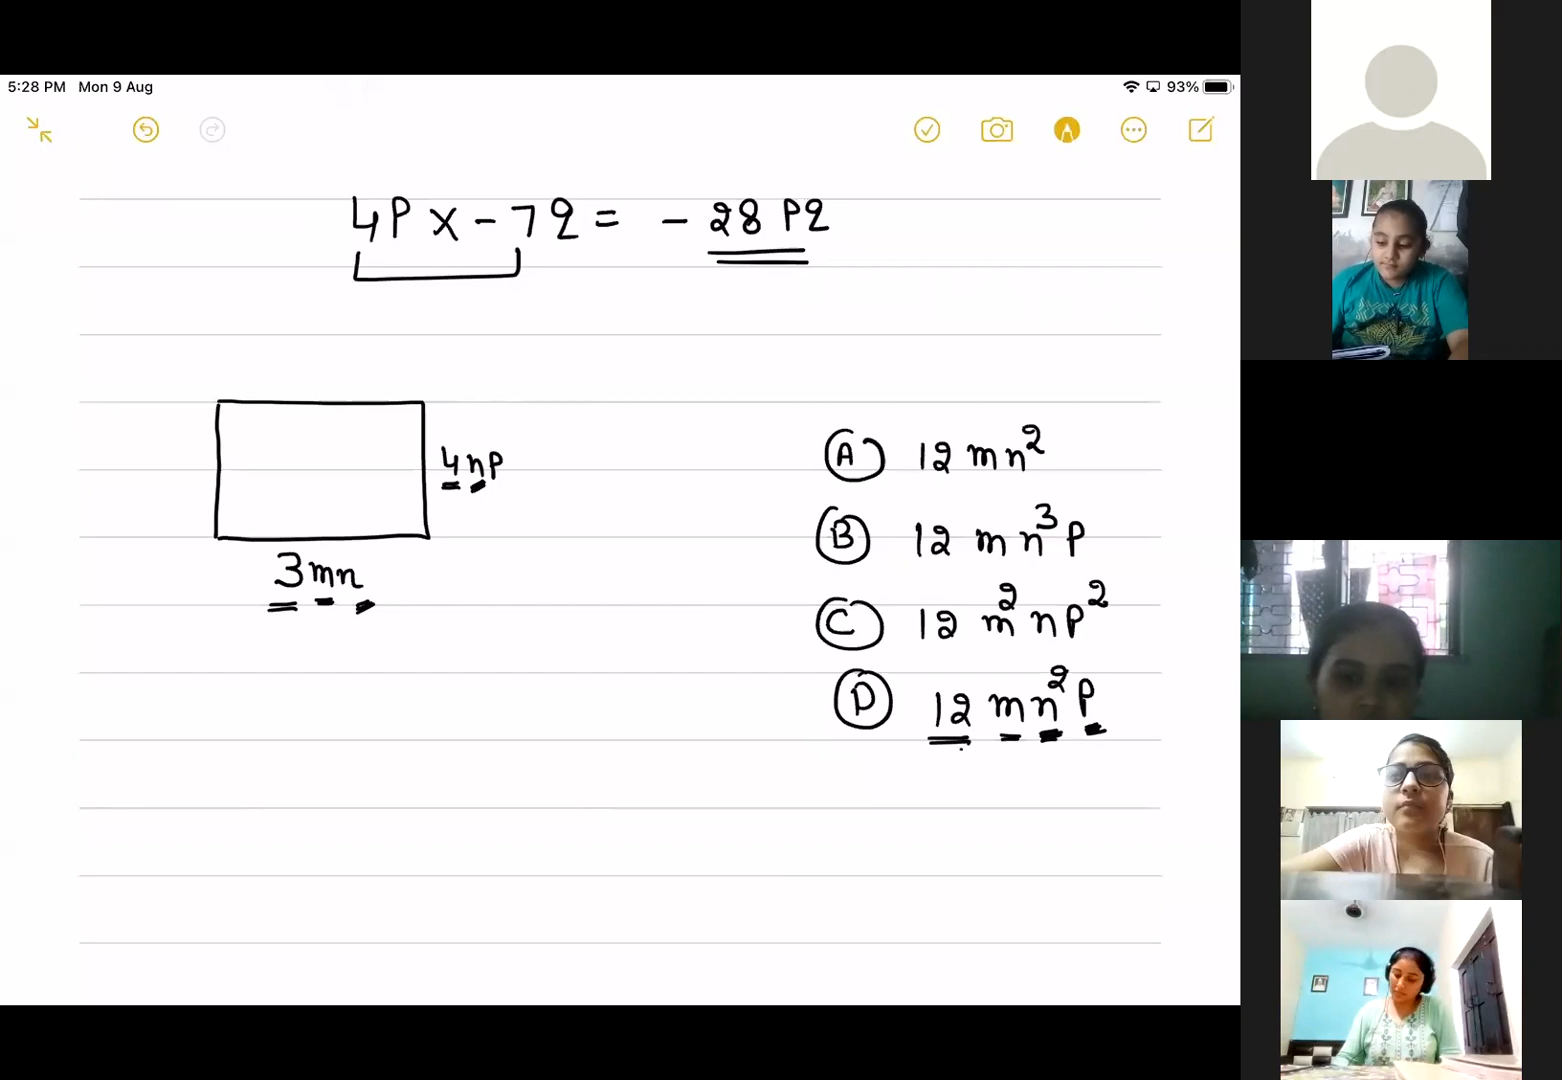 5:28 PM Mon 9 Aug 93%
4P x - 7q = - 28 Pq
4np
3mn
A 12 mn²
B 12 mn³p
C 12 m²np²
D 12 mn²p